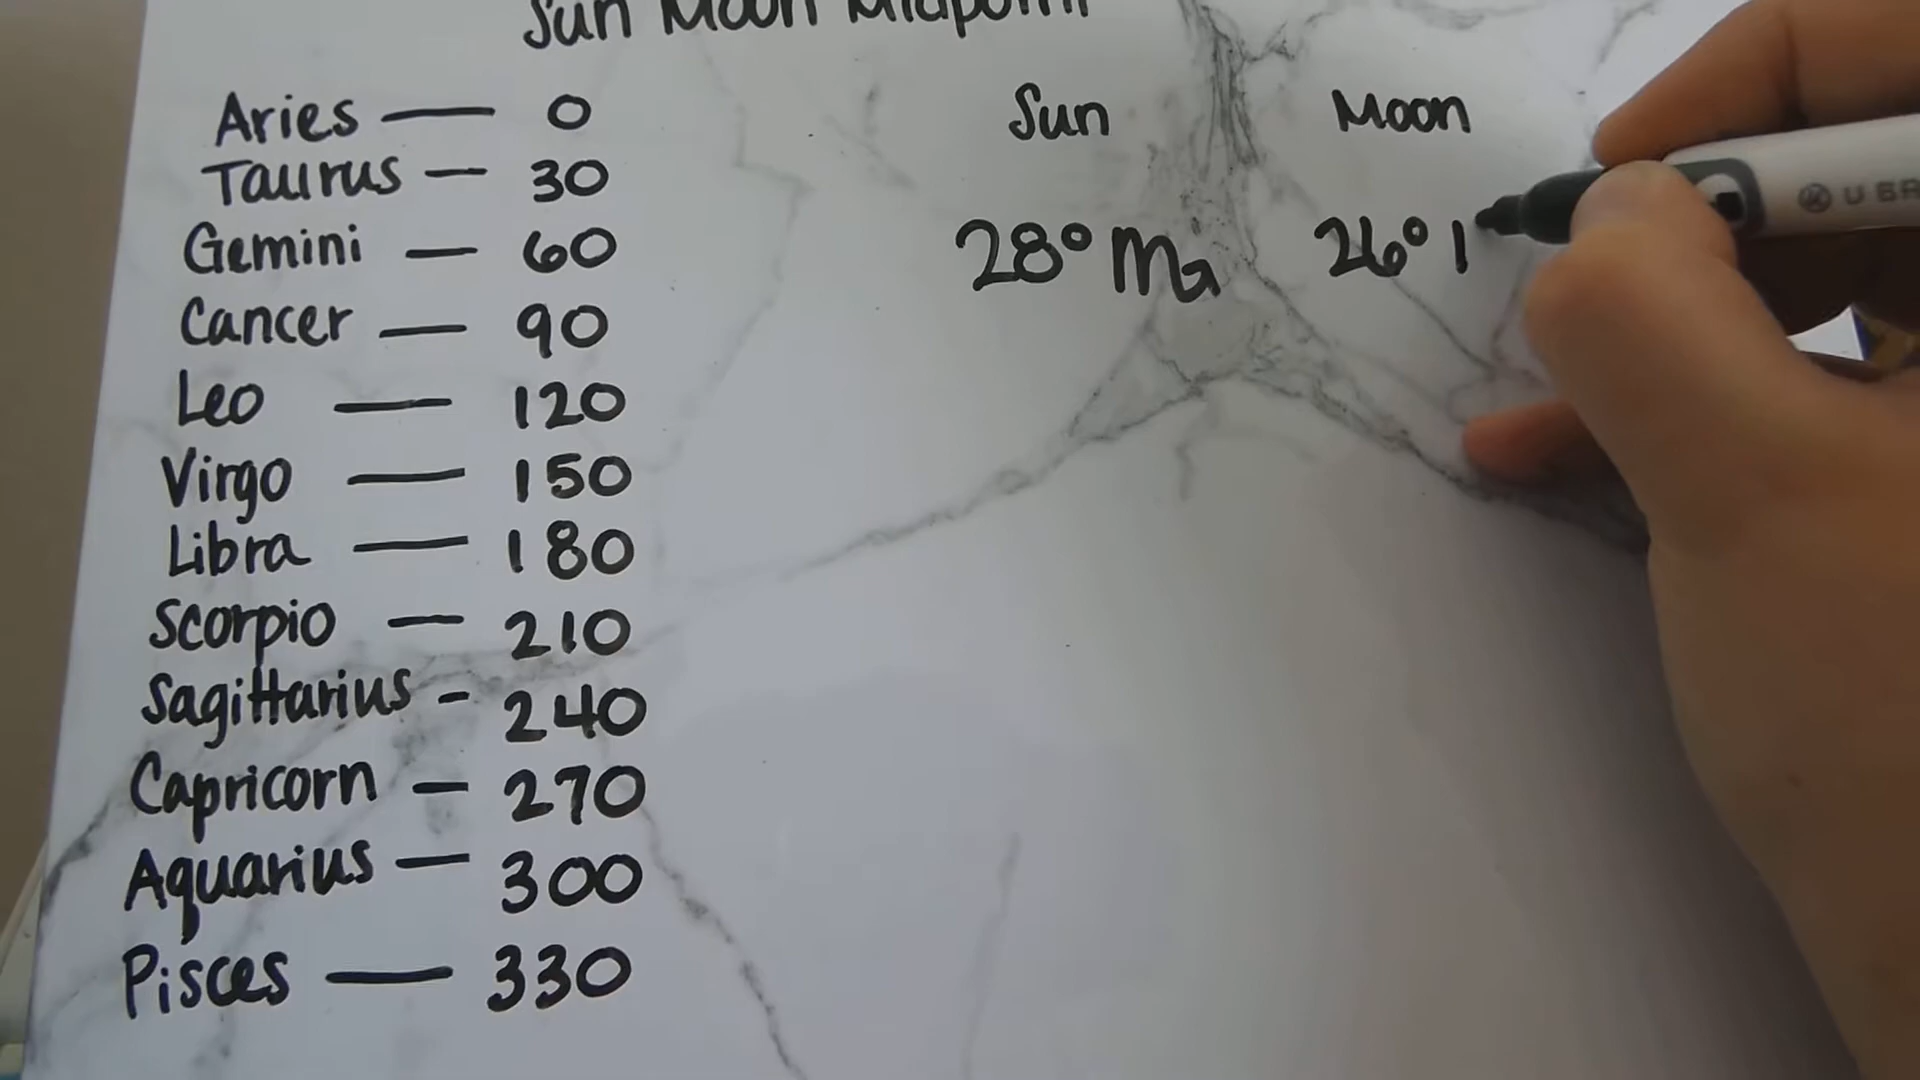 Sun Moon Midpoint
Aries — 0
Taurus — 30
Gemini — 60
Cancer — 90
Leo — 120
Virgo — 150
Libra — 180
Scorpio — 210
Sagittarius - 240
Capricorn — 270
Aquarius — 300
Pisces — 330
Sun Moon
28° ♏ 26°
U BR